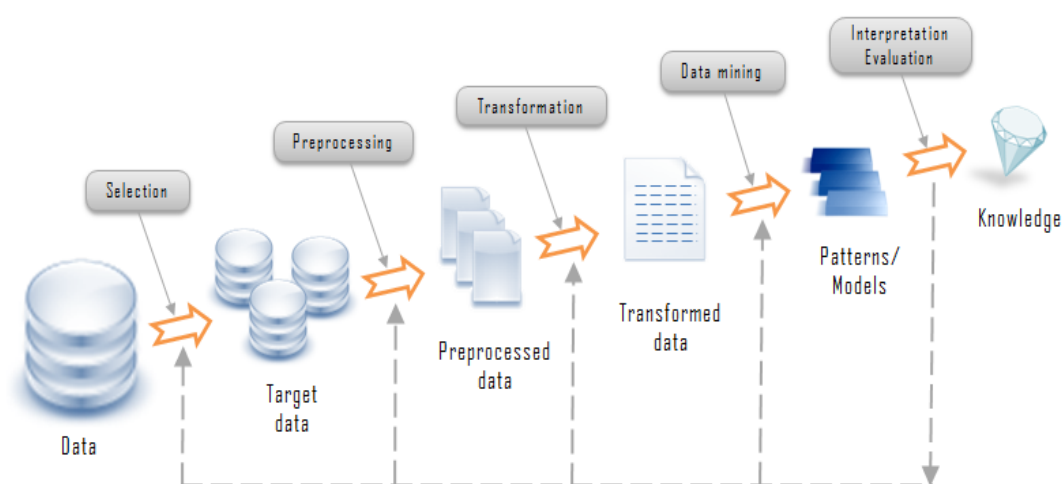 Interpretation
Evaluation
Data mining
Transformation
Preprocessing
Selection
Knowledge
Patterns/
Models
Transformed
data
Preprocessed
data
Target
data
Data